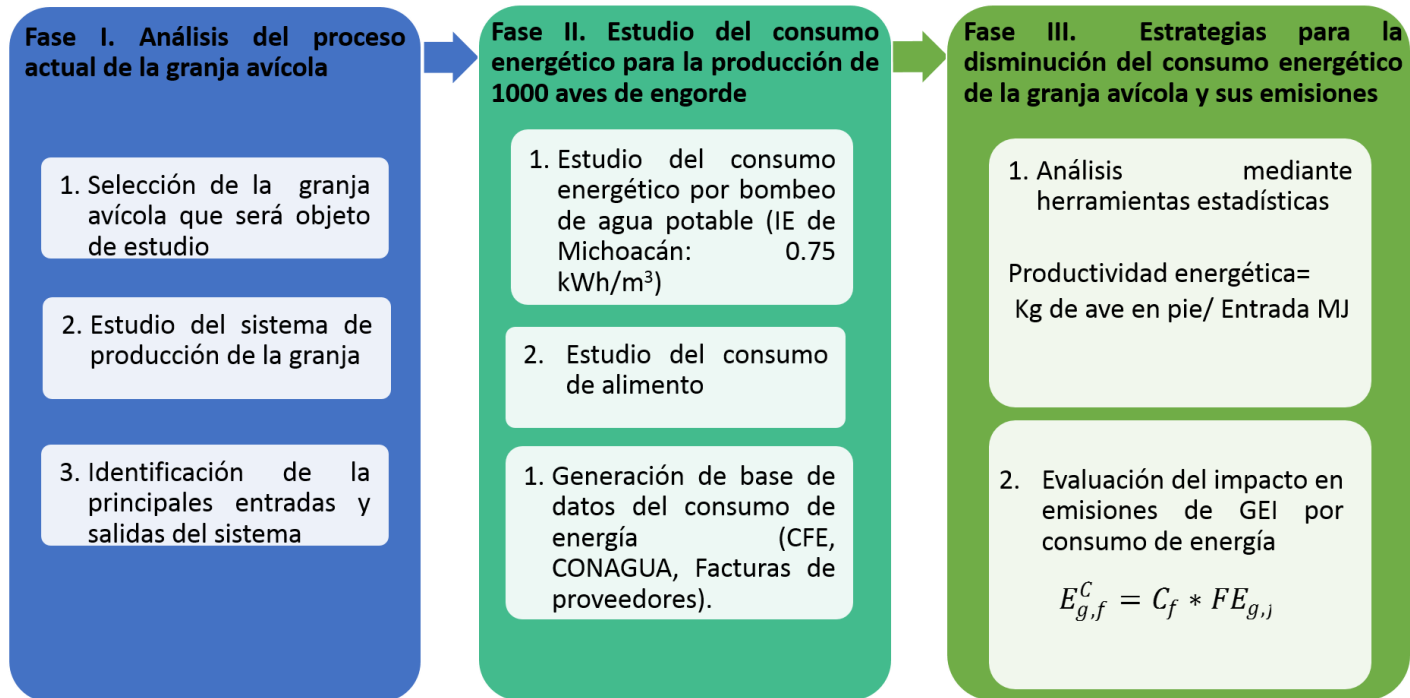 Fase I. Análisis del proceso
actual de la granja avícola
1. Selección de la granja
avícola que será objeto
de estudio
2. Estudio del sistema de
producción de la granja
3. Identificación de la
principales entradas y
salidas del sistema
Fase II. Estudio del consumo
energético para la producción de
1000 aves de engorde
1. Estudio del consumo
energético por bombeo
de agua potable (IE de
Michoacán: 0.75
kWh/m³)
2. Estudio del consumo
de alimento
1. Generación de base de
datos del consumo de
energía (CFE,
CONAGUA, Facturas de
proveedores).
Fase III. Estrategias para la
disminución del consumo energético
de la granja avícola y sus emisiones
1. Análisis mediante
herramientas estadísticas
Productividad energética=
Kg de ave en pie/ Entrada MJ
2. Evaluación del impacto en
emisiones de GEI por
consumo de energía
$E_{g,f}^{C} = C_f * FE_{g,j}$